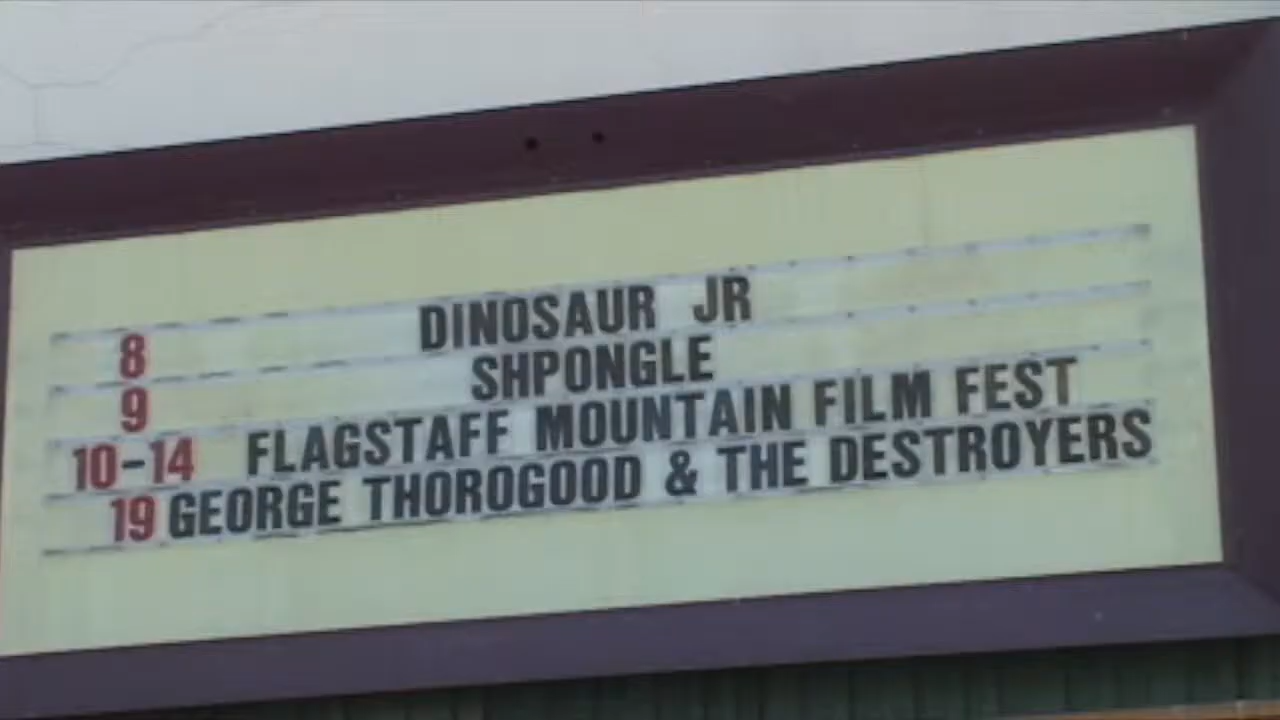 8 DINOSAUR JR
9 SHPONGLE
10-14 FLAGSTAFF MOUNTAIN FILM FEST
19 GEORGE THOROGOOD & THE DESTROYERS